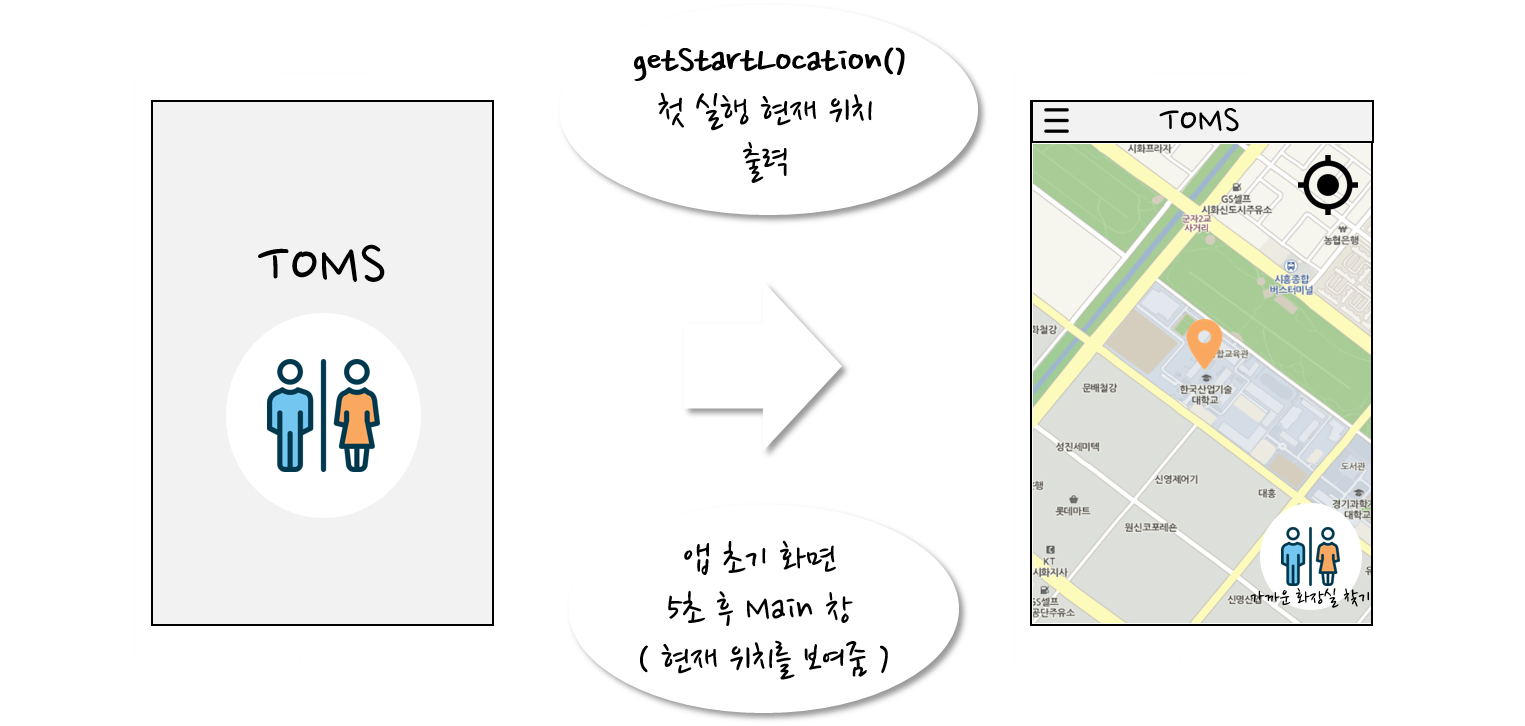 getStartLocation()
첫 실행 현재 위치
출력
TOMS
앱 초기 화면
5초 후 Main 창
( 현재 위치를 보여줌 )
TOMS
시화프라자
GS셀프
시화신도시주유소
군자2교
사거리
농협은행
시흥종합
버스터미널
화철강
합교육관
한국산업기술
대학교
문배철강
성진세미텍
신영제어기
도서관
대흥
경기과학기
대학교
롯데마트
원신코포레숀
KT
시화지사
GS셀프
공단주유소
가까운 화장실 찾기